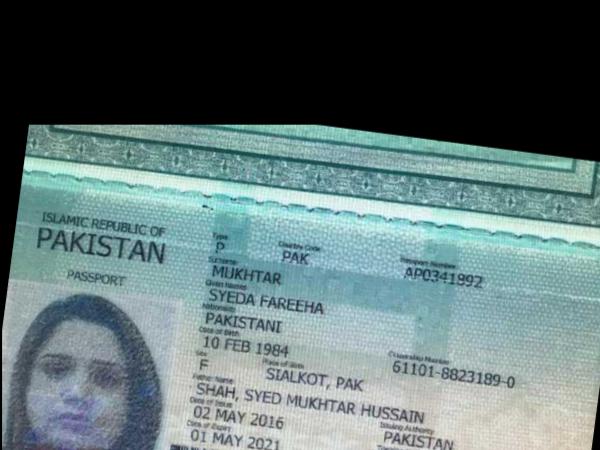 ISLAMIC REPUBLIC OF
PAKISTAN
PASSPORT
Type
P
Country Code
PAK
Passport Number
AP0341992
Surname
MUKHTAR
Given Names
SYEDA FAREEHA
Nationality
PAKISTANI
Date of Birth
10 FEB 1984
Citizenship Number
61101-8823189-0
Sex
F
Place of Birth
SIALKOT, PAK
Father Name
SHAH, SYED MUKHTAR HUSSAIN
Date of Issue
02 MAY 2016
Issuing Authority
PAKISTAN
Date of Expiry
01 MAY 2021